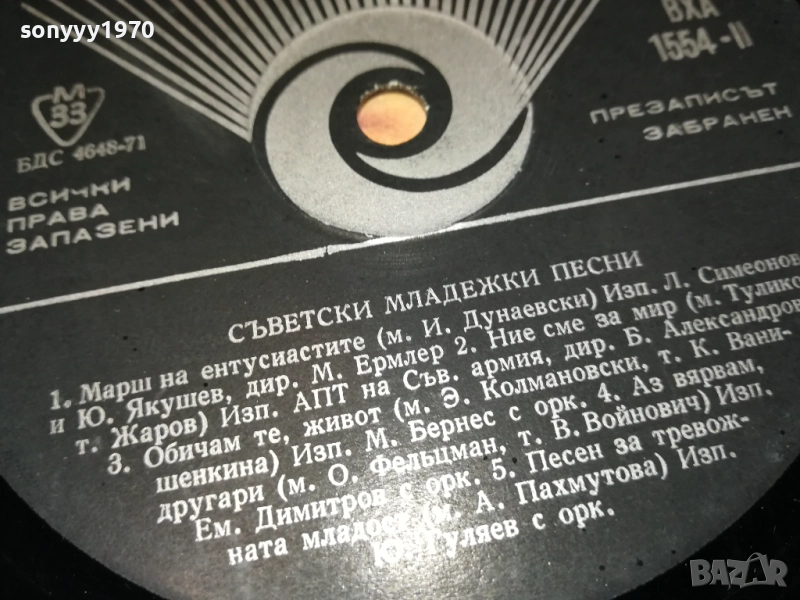 sonyyy1970
М
33
БДС 4648-71
ВСИЧКИ
ПРАВА
ЗАПАЗЕНИ
ВХА
1554-II
ПРЕЗАПИСЪТ
ЗАБРАНЕН
СЪВЕТСКИ МЛАДЕЖКИ ПЕСНИ
1. Марш на ентусиастите (м. И. Дунаевски) Изп. Л. Симеонов
и Ю. Якушев, дир. М. Ермлер 2. Ние сме за мир (м. Тулико
т. Жаров) Изп. АПТ на Съв. армия, дир. Б. Александров
3. Обичам те, живот (м. Э. Колмановски, т. К. Вани-
шенкина) Изп. М. Бернес с орк. 4. Аз вярвам,
другари (м. О. Фельцман, т. В. Войнович) Изп.
Ем. Димитров с орк. 5. Песен за тревож-
ната младост (м. А. Пахмутова) Изп.
Ю. Гуляев с орк.
BAZAR